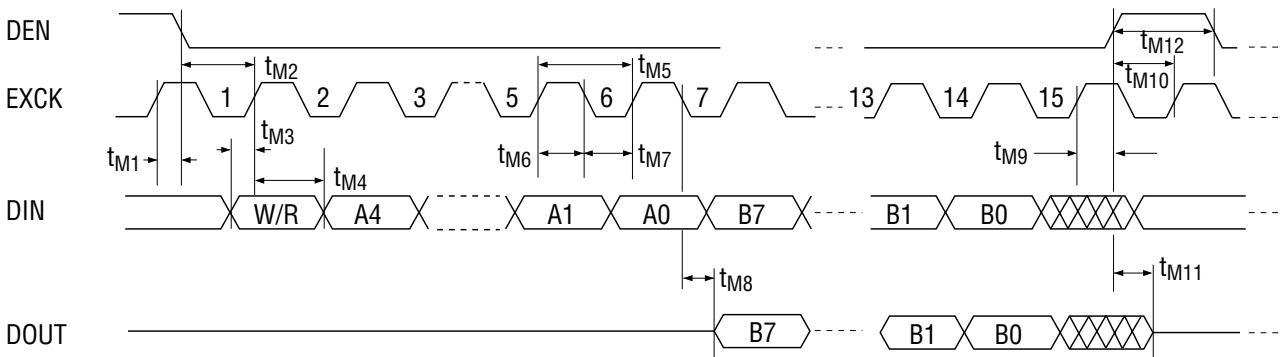 DEN
tM12
tM2
tM5
tM10
EXCK
1 2 3 5 6 7 13 14 15
tM3
tM1
tM6 tM7
tM9
tM4
DIN
W/R A4 A1 A0 B7 B1 B0
tM8
tM11
DOUT
B7 B1 B0